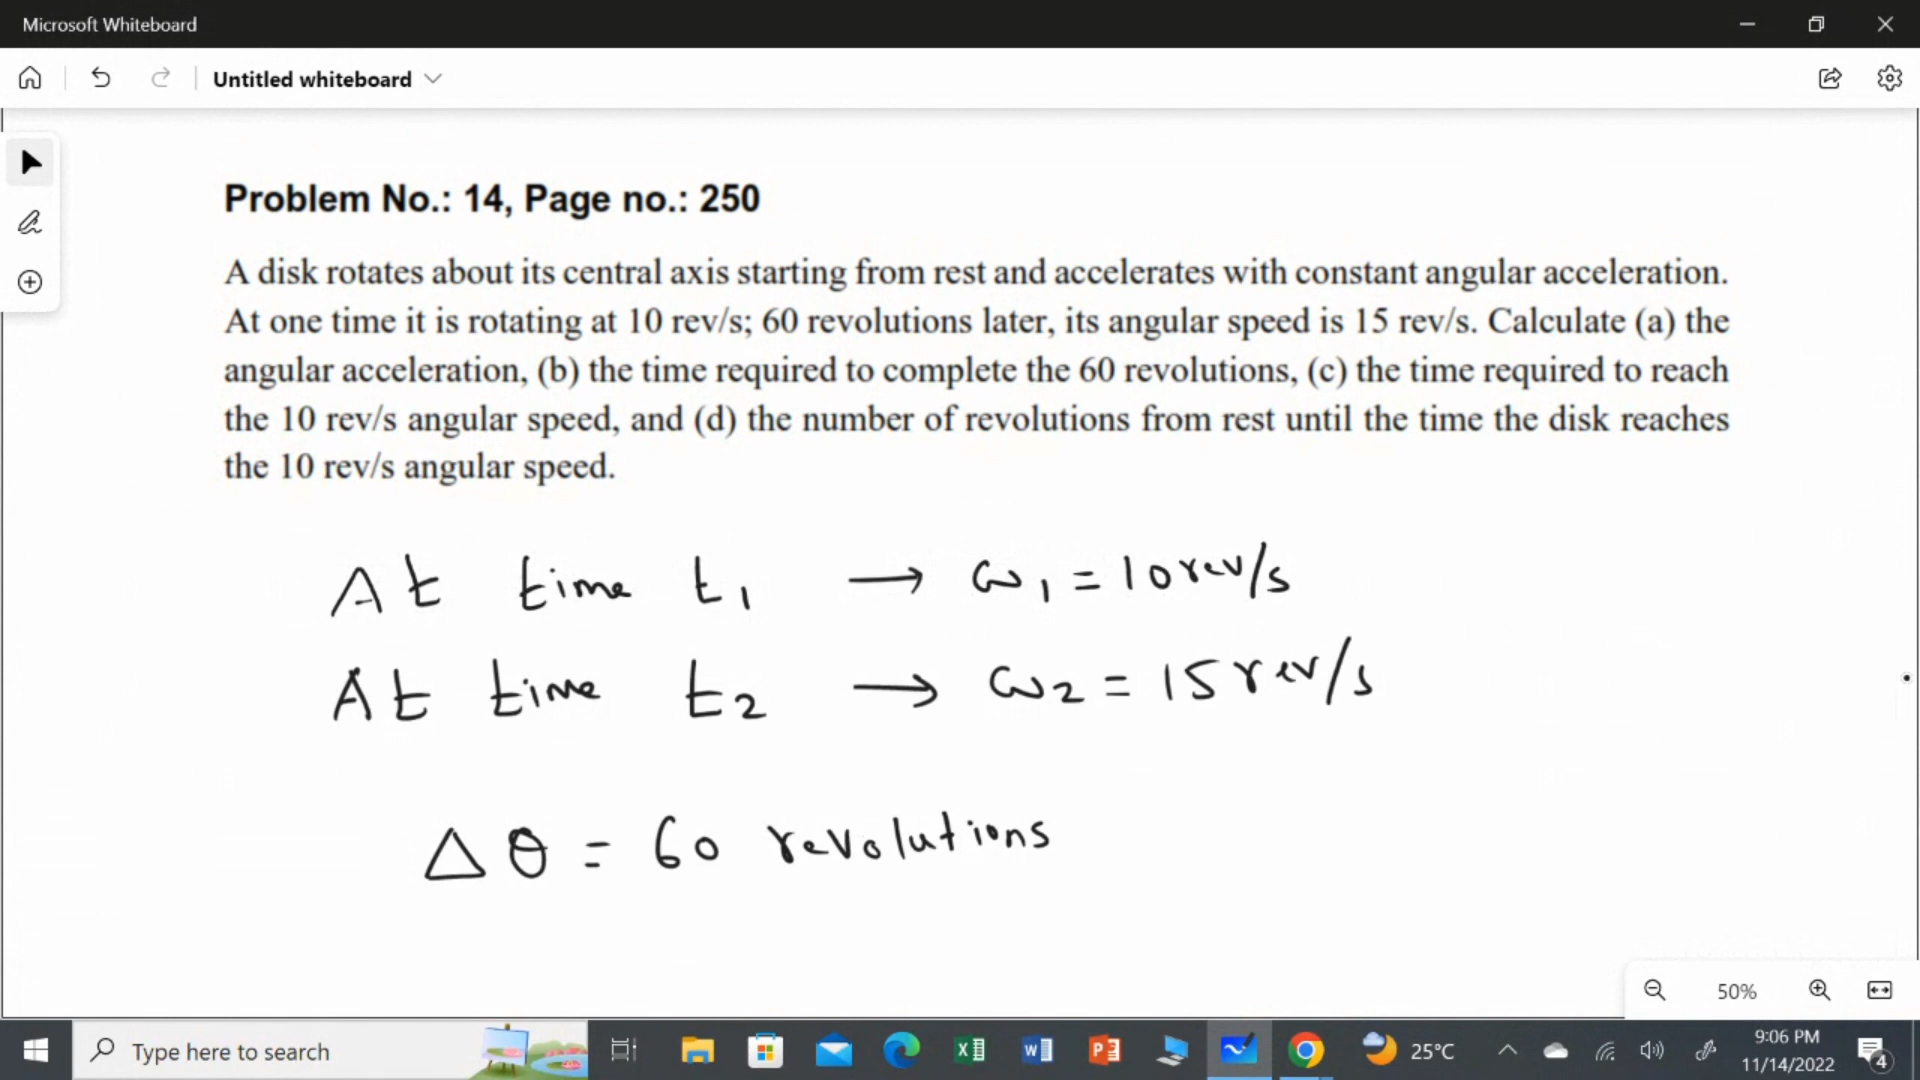 Microsoft Whiteboard
Untitled whiteboard
Problem No.: 14, Page no.: 250
A disk rotates about its central axis starting from rest and accelerates with constant angular acceleration.
At one time it is rotating at 10 rev/s; 60 revolutions later, its angular speed is 15 rev/s. Calculate (a) the
angular acceleration, (b) the time required to complete the 60 revolutions, (c) the time required to reach
the 10 rev/s angular speed, and (d) the number of revolutions from rest until the time the disk reaches
the 10 rev/s angular speed.
At time t₁ → ω₁ = 10 rev/s
At time t₂ → ω₂ = 15 rev/s
Δθ = 60 revolutions
50%
Type here to search
25°C
9:06 PM
11/14/2022
4